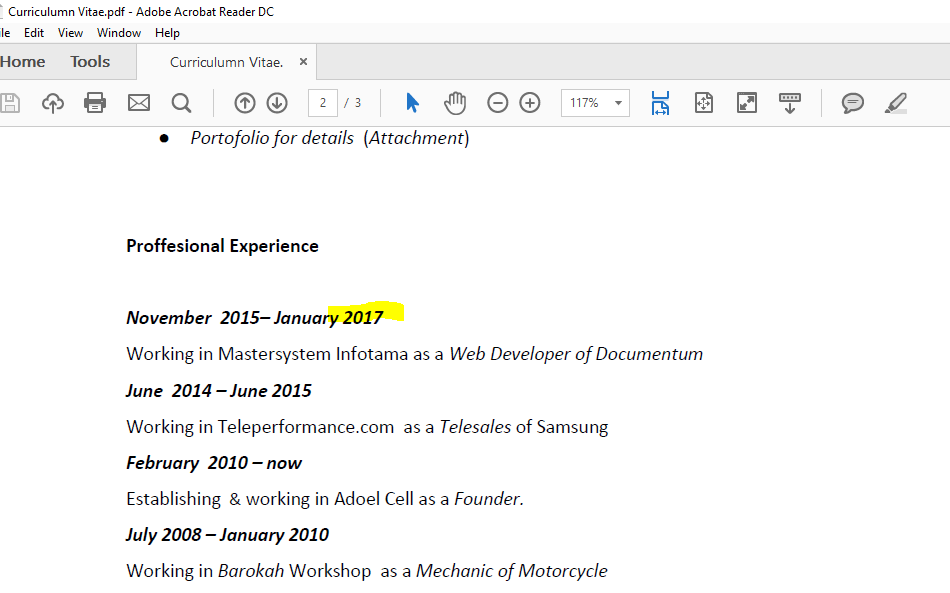 Curriculumn Vitae.pdf - Adobe Acrobat Reader DC
ile Edit View Window Help
Home Tools Curriculumn Vitae. ×
2 / 3 117%
● Portofolio for details (Attachment)
Proffesional Experience
November 2015– January 2017
Working in Mastersystem Infotama as a Web Developer of Documentum
June 2014 – June 2015
Working in Teleperformance.com as a Telesales of Samsung
February 2010 – now
Establishing & working in Adoel Cell as a Founder.
July 2008 – January 2010
Working in Barokah Workshop as a Mechanic of Motorcycle